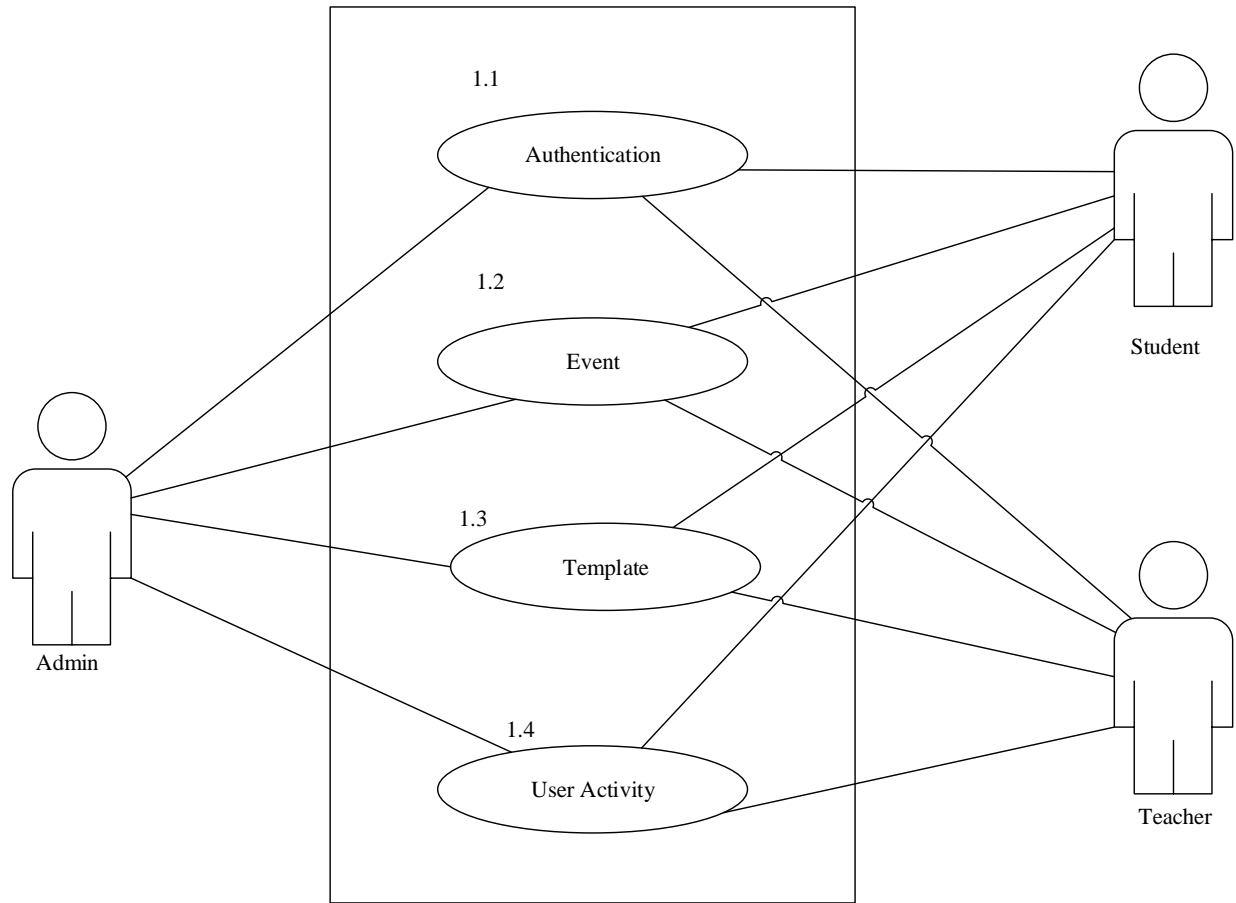 1.1
Authentication
1.2
Event
Student
1.3
Template
Admin
1.4
User Activity
Teacher